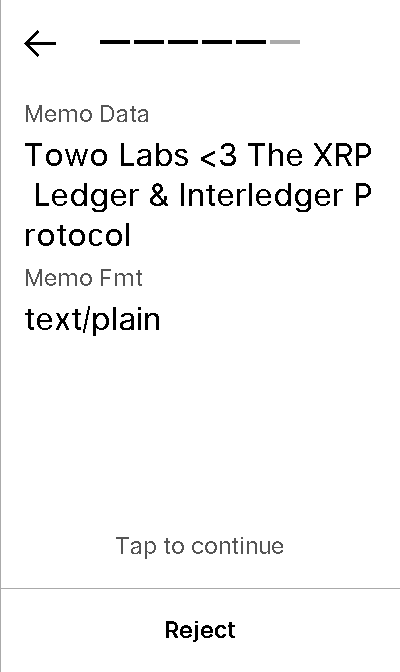 Memo Data
Towo Labs <3 The XRP
Ledger & Interledger P
rotocol
Memo Fmt
text/plain
Tap to continue
Reject